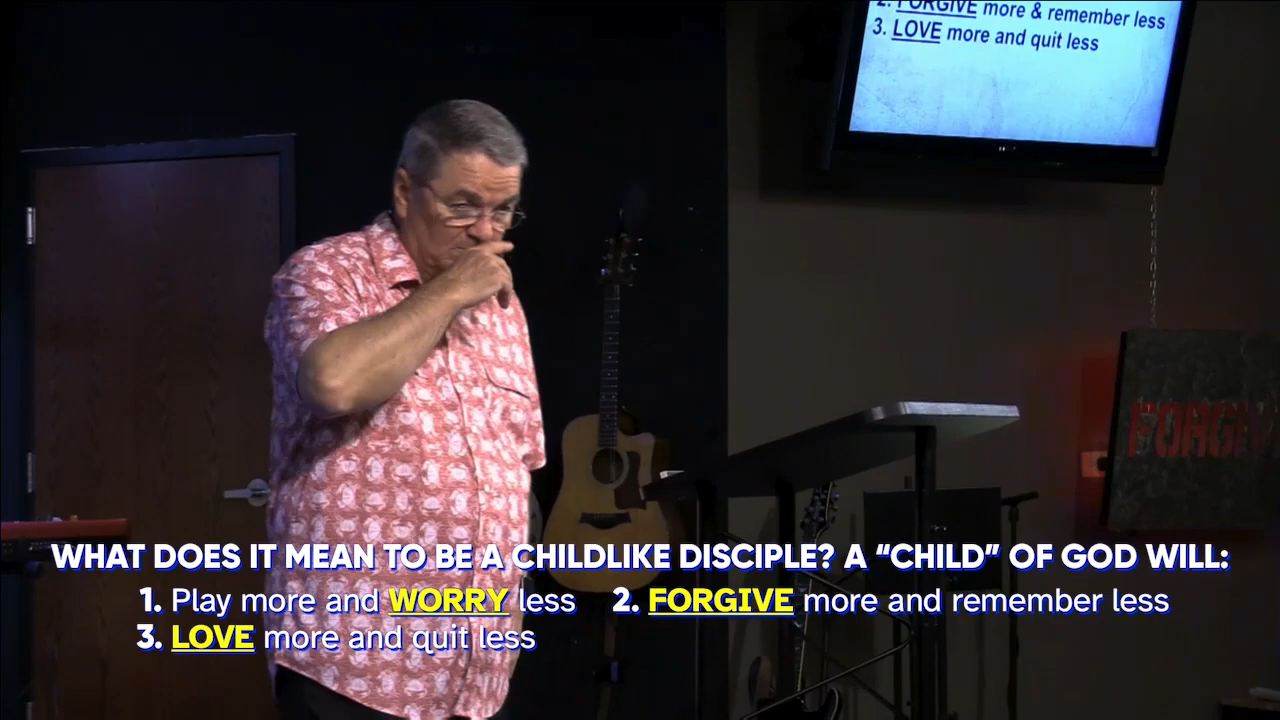 2. FORGIVE more & remember less
3. LOVE more and quit less
FORGIV
WHAT DOES IT MEAN TO BE A CHILDLIKE DISCIPLE? A “CHILD” OF GOD WILL:
1. Play more and WORRY less 2. FORGIVE more and remember less
3. LOVE more and quit less